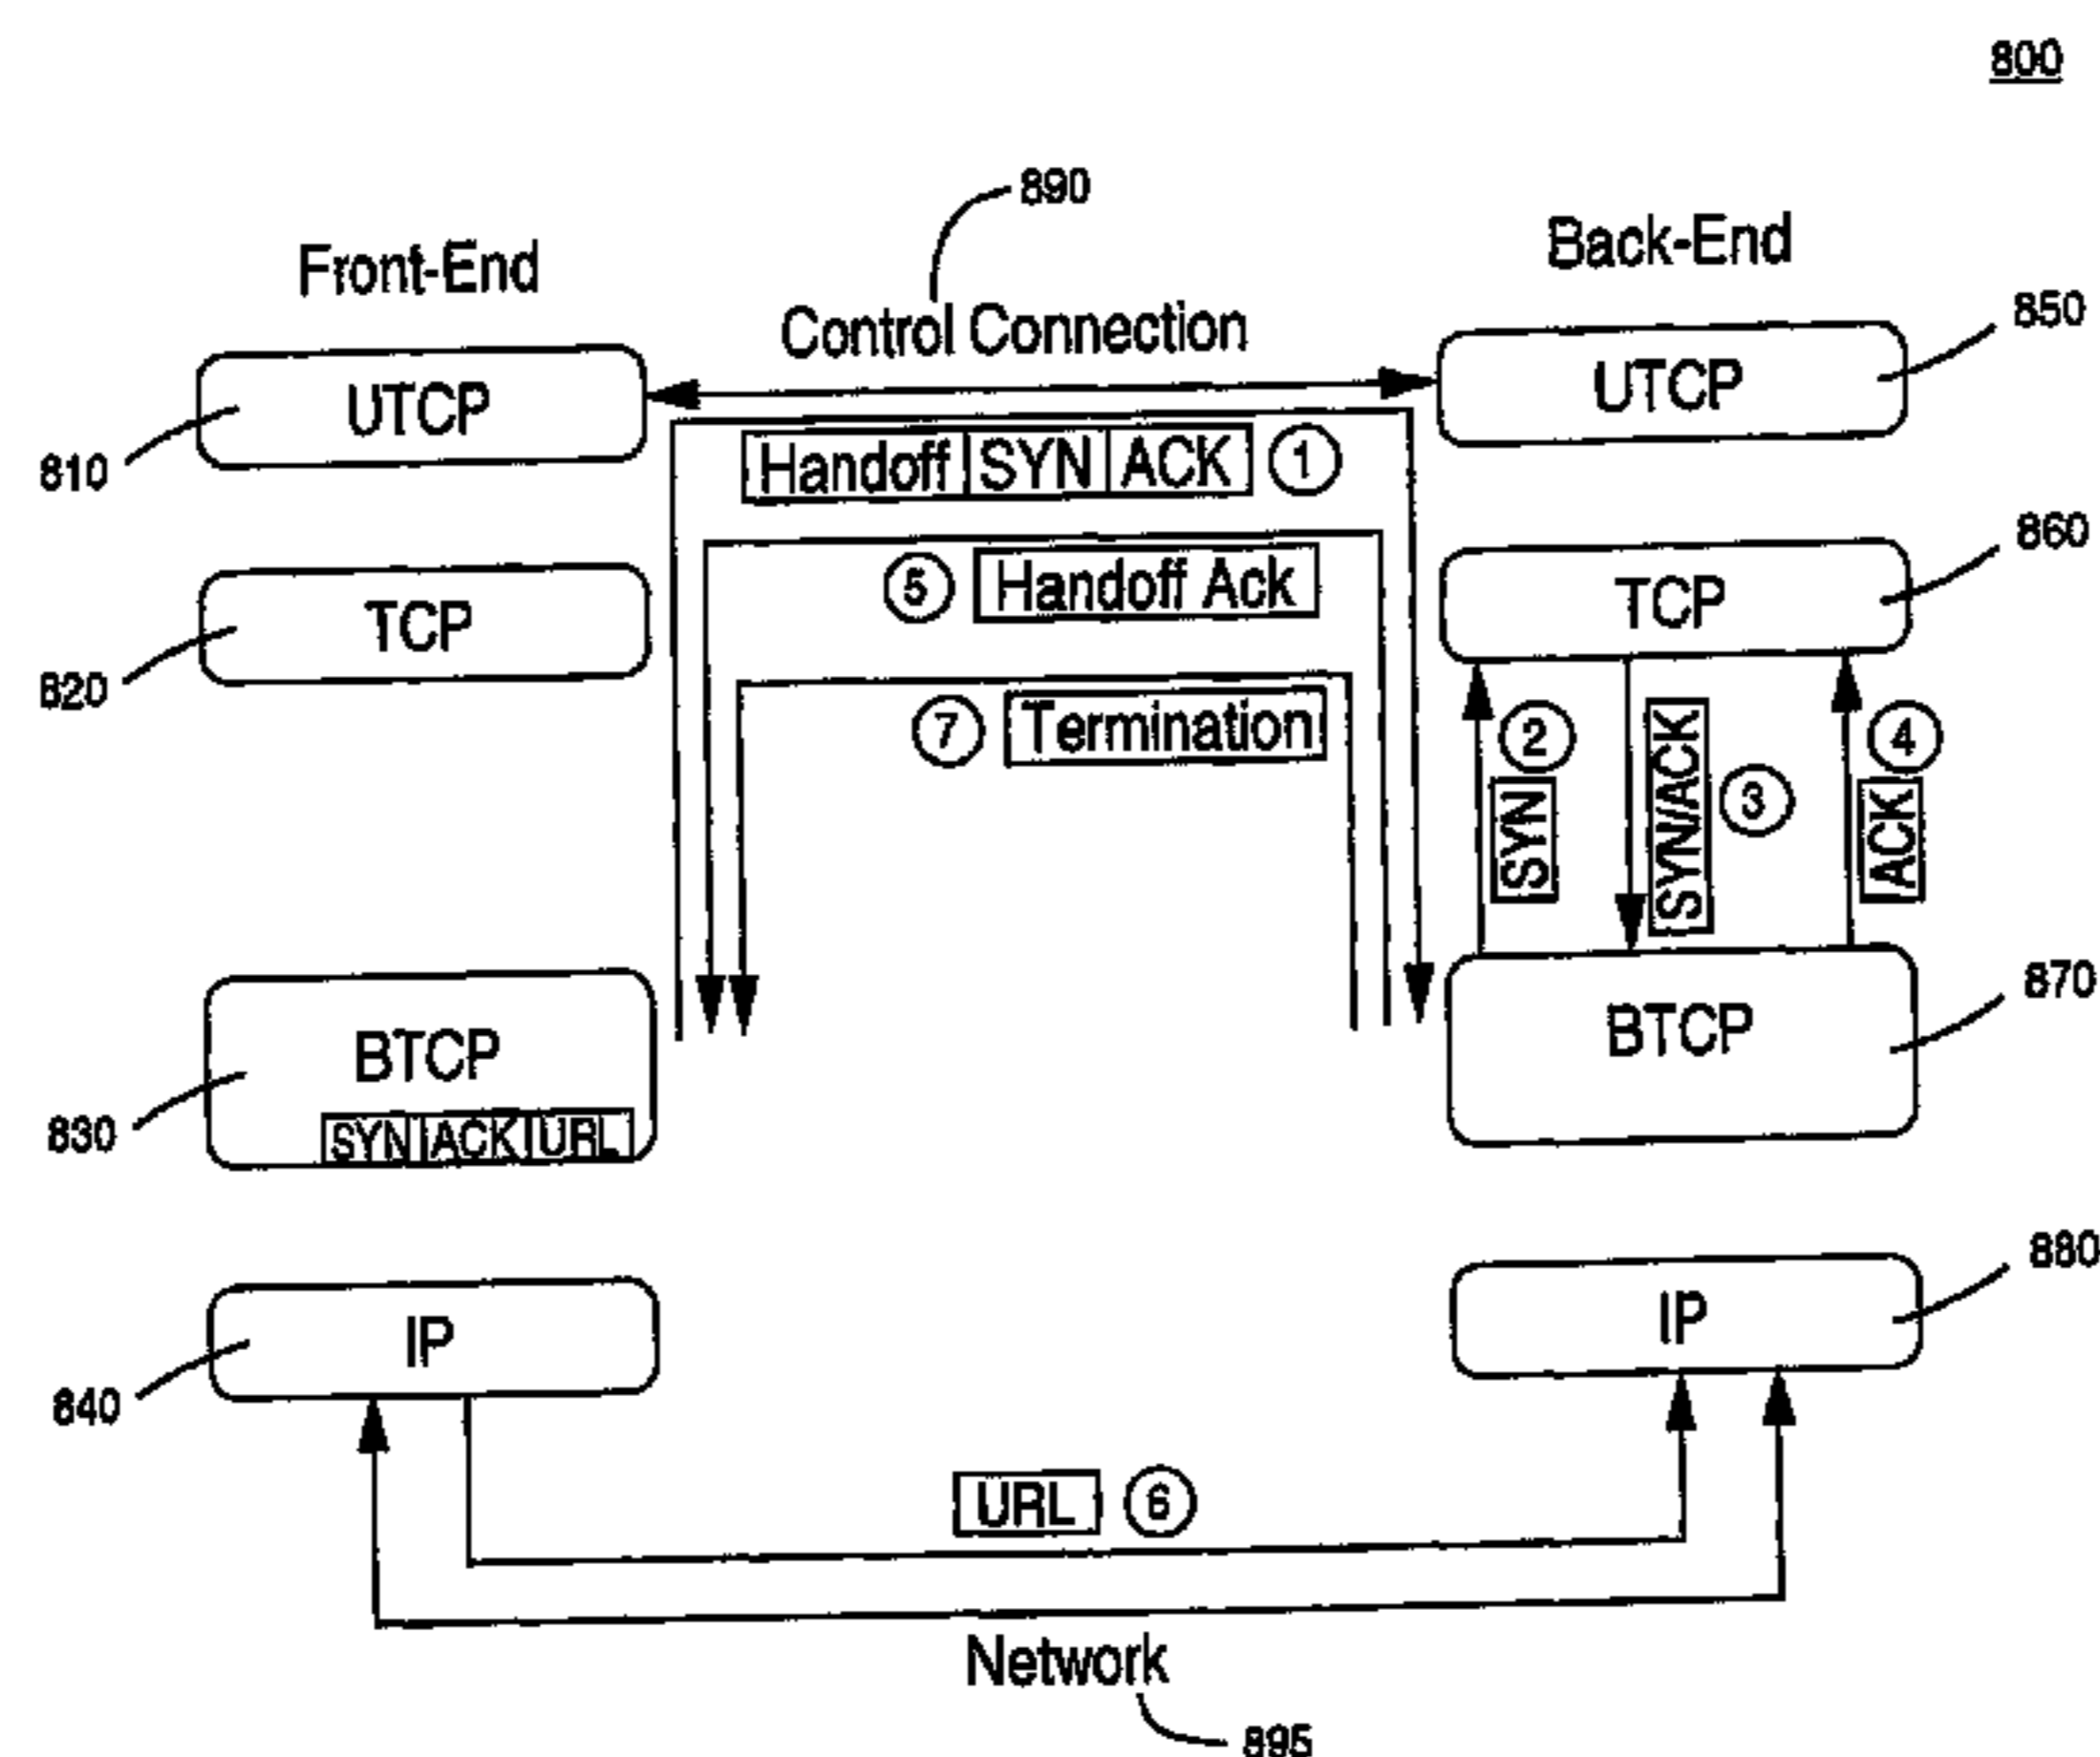 800
890
Front-End
Back-End
Control Connection
850
UTCP
UTCP
810
Handoff SYN ACK 1
860
5 Handoff Ack
TCP
TCP
820
7 Termination
2
SYN
SYN/ACK
3
4
ACK
870
BTCP
BTCP
830
SYN ACK URL
880
IP
IP
840
URL 6
Network
895